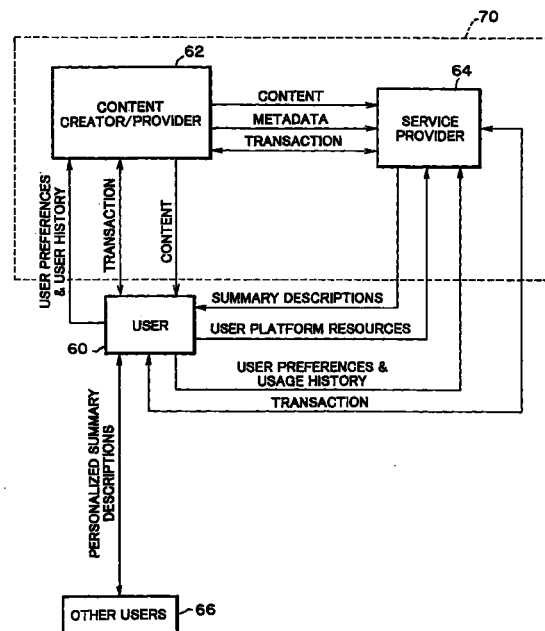 70
62
64
CONTENT
CREATOR/PROVIDER
CONTENT
METADATA
TRANSACTION
SERVICE
PROVIDER
USER PREFERENCES
& USER HISTORY
TRANSACTION
CONTENT
SUMMARY DESCRIPTIONS
USER
60
USER PLATFORM RESOURCES
USER PREFERENCES &
USAGE HISTORY
TRANSACTION
PERSONALIZED SUMMARY
DESCRIPTIONS
OTHER USERS
66